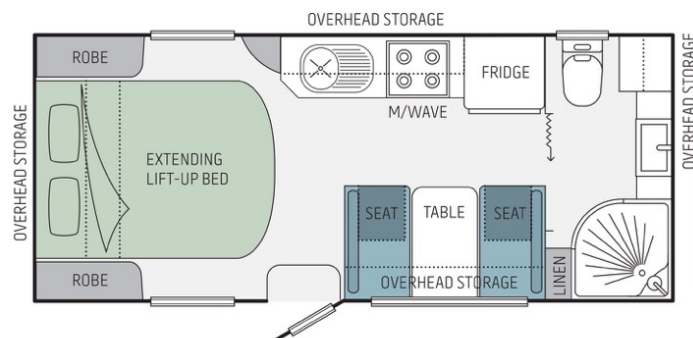 OVERHEAD STORAGE
ROBE
FRIDGE
M/WAVE
OVERHEAD STORAGE
EXTENDING
LIFT-UP BED
OVERHEAD STORAGE
SEAT
TABLE
SEAT
ROBE
OVERHEAD STORAGE
LINEN